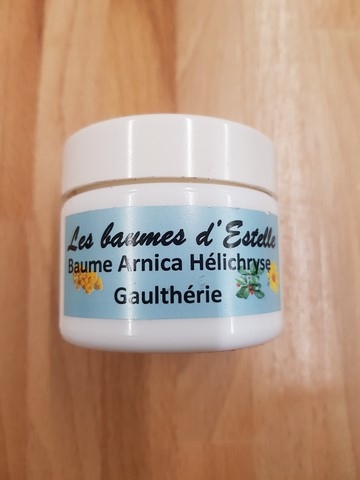 Les baumes d'Estelle
Baume Arnica Hélichryse
Gaulthérie